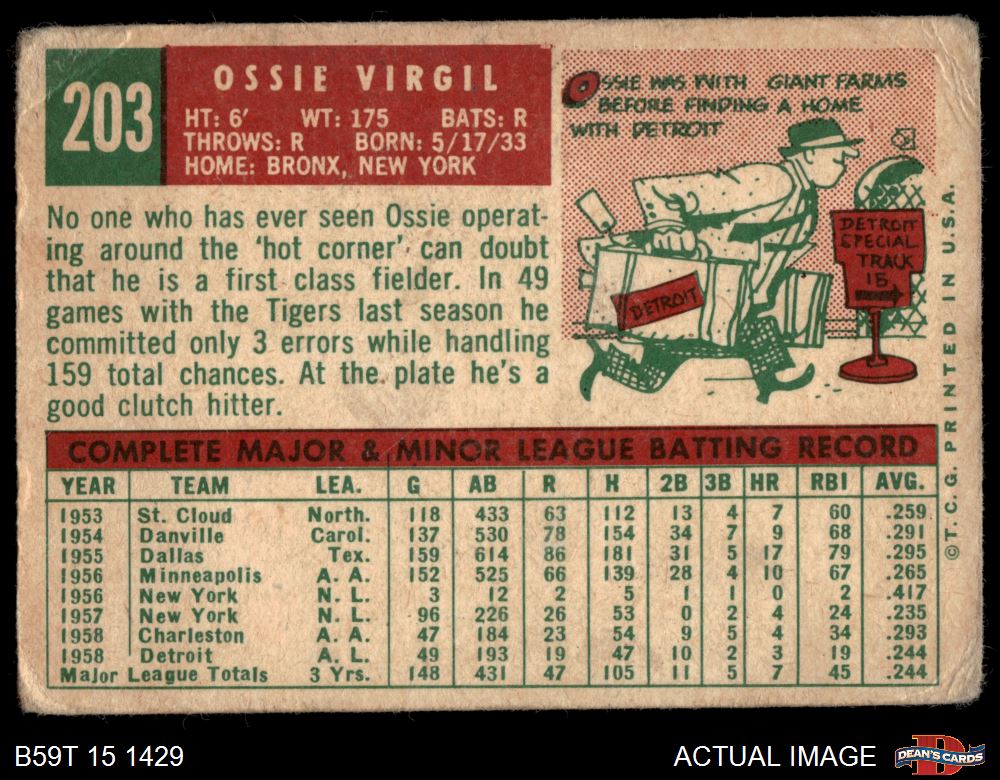 203
OSSIE VIRGIL
HT: 6' WT: 175 BATS: R
THROWS: R BORN: 5/17/33
HOME: BRONX, NEW YORK
OSSIE WAS WITH GIANT FARMS
BEFORE FINDING A HOME
WITH DETROIT
DETROIT
SPECIAL
TRACK
15
DETROIT
No one who has ever seen Ossie operat-
ing around the 'hot corner' can doubt
that he is a first class fielder. In 49
games with the Tigers last season he
committed only 3 errors while handling
159 total chances. At the plate he's a
good clutch hitter.
COMPLETE MAJOR & MINOR LEAGUE BATTING RECORD
YEAR TEAM LEA. G AB R H 2B 3B HR RBI AVG.
1953 St. Cloud North. 118 433 63 112 13 4 7 60 .259
1954 Danville Carol. 137 530 78 154 34 7 9 68 .291
1955 Dallas Tex. 159 614 86 181 31 5 17 79 .295
1956 Minneapolis A. A. 152 525 66 139 28 4 10 67 .265
1956 New York N. L. 3 12 2 5 1 1 0 2 .417
1957 New York N. L. 96 226 26 53 0 2 4 24 .235
1958 Charleston A. A. 47 184 23 54 9 5 4 34 .293
1958 Detroit A. L. 49 193 19 47 10 2 3 19 .244
Major League Totals 3 Yrs. 148 431 47 105 11 5 7 45 .244
©T. C. G. PRINTED IN U.S.A.
B59T 15 1429
ACTUAL IMAGE
DEAN'S CARDS